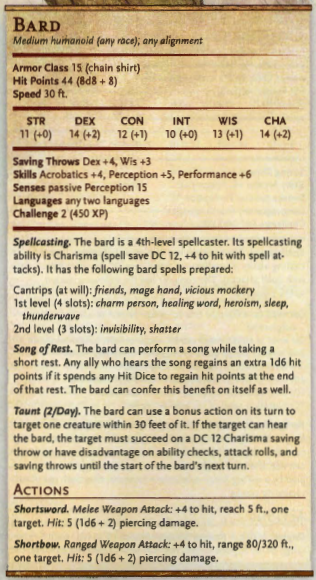 BARD
Medium humanoid (any race), any alignment
Armor Class 15 (chain shirt)
Hit Points 44 (8d8 + 8)
Speed 30 ft.
STR DEX CON INT WIS CHA
11 (+0) 14 (+2) 12 (+1) 10 (+0) 13 (+1) 14 (+2)
Saving Throws Dex +4, Wis +3
Skills Acrobatics +4, Perception +5, Performance +6
Senses passive Perception 15
Languages any two languages
Challenge 2 (450 XP)
Spellcasting. The bard is a 4th-level spellcaster. Its spellcasting
ability is Charisma (spell save DC 12, +4 to hit with spell at-
tacks). It has the following bard spells prepared:
Cantrips (at will): friends, mage hand, vicious mockery
1st level (4 slots): charm person, healing word, heroism, sleep,
thunderwave
2nd level (3 slots): invisibility, shatter
Song of Rest. The bard can perform a song while taking a
short rest. Any ally who hears the song regains an extra 1d6 hit
points if it spends any Hit Dice to regain hit points at the end
of that rest. The bard can confer this benefit on itself as well.
Taunt (2/Day). The bard can use a bonus action on its turn to
target one creature within 30 feet of it. If the target can hear
the bard, the target must succeed on a DC 12 Charisma saving
throw or have disadvantage on ability checks, attack rolls, and
saving throws until the start of the bard's next turn.
ACTIONS
Shortsword. Melee Weapon Attack: +4 to hit, reach 5 ft., one
target. Hit: 5 (1d6 + 2) piercing damage.
Shortbow. Ranged Weapon Attack: +4 to hit, range 80/320 ft.,
one target. Hit: 5 (1d6 + 2) piercing damage.